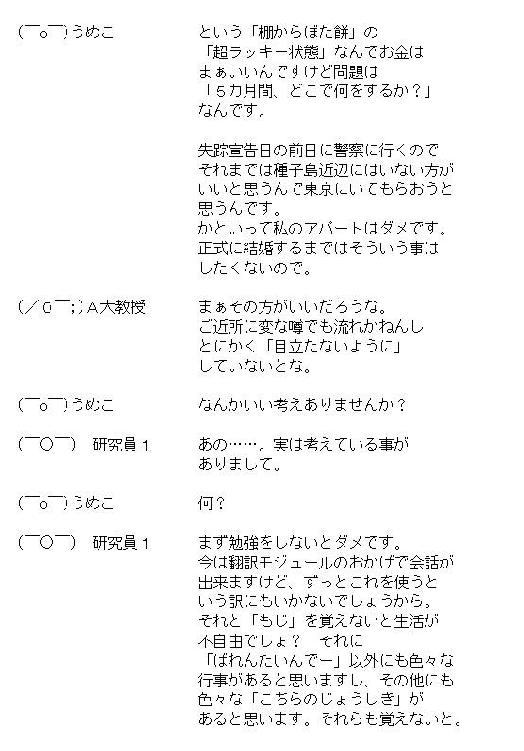 (￣o￣)うめこ　という「棚からぼた餅」の
「超ラッキー状態」なんでお金は
まぁいいんですけど問題は
「５カ月間、どこで何をするか？」
なんです。
失踪宣告日の前日に警察に行くので
それまでは種子島近辺にはいない方が
いいと思うんで東京にいてもらおうと
思うんです。
かといって私のアパートはダメです。
正式に結婚するまではそういう事は
したくないので。
(／０￣;)Ａ大教授　まぁその方がいいだろうな。
ご近所に変な噂でも流れかねんし
とにかく「目立たないように」
していないとな。
(￣o￣)うめこ　なんかいい考えありませんか？
(￣〇￣)　研究員１　あの……。実は考えている事が
ありまして。
(￣o￣)うめこ　何？
(￣〇￣)　研究員１　まず勉強をしないとダメです。
今は翻訳モジュールのおかげで会話が
出来ますけど、ずっとこれを使うと
いう訳にもいかないでしょうから。
それと「もじ」を覚えないと生活が
不自由でしょ？　それに
「ばれんたいんでー」以外にも色々な
行事があると思いますし、その他にも
色々な「こちらのじょうしき」が
あると思います。それらも覚えないと。